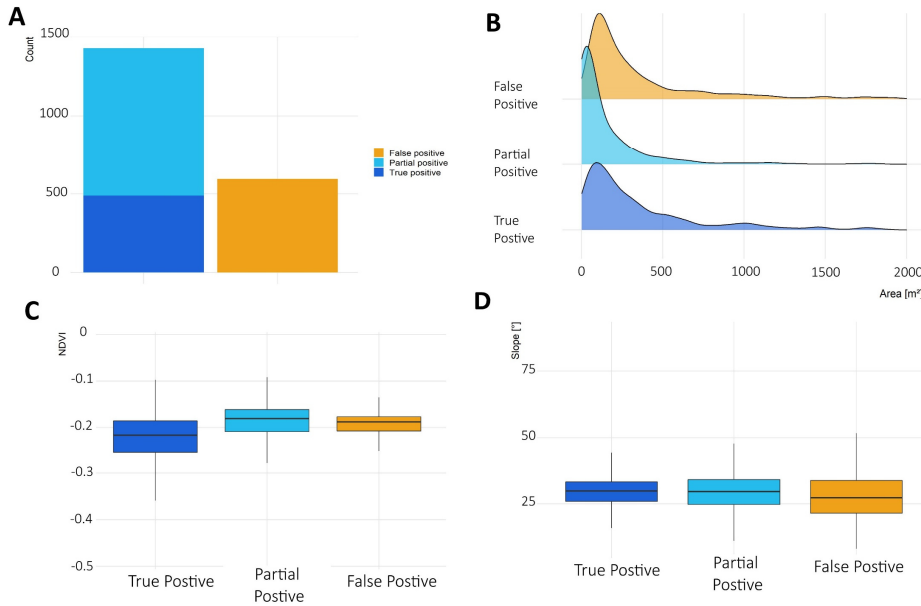 A
Count
1500
1000
500
0
False positive
Partial positive
True positive
B
False
Positive
Partial
Positive
True
Postive
0
500
1000
1500
2000
Area [m²]
C
NDVI
0
-0.1
-0.2
-0.3
-0.4
-0.5
True Postive
Partial
Postive
False Postive
D
Slope [°]
75
50
25
True Postive
Partial
Postive
False Postive